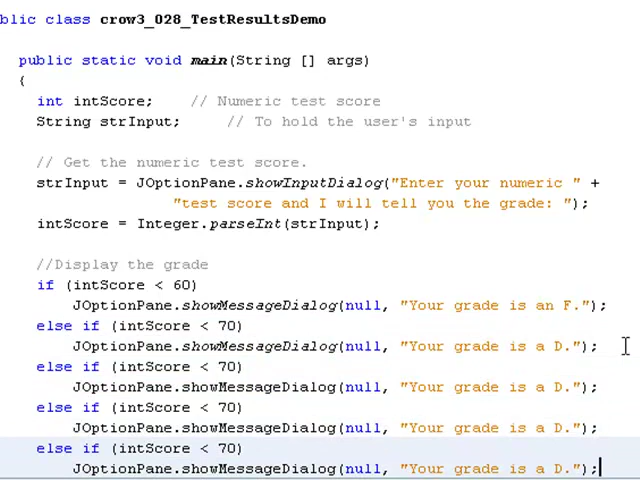 blic class crow3_028_TestResultsDemo
public static void main(String [] args)
{
int intScore; // Numeric test score
String strInput; // To hold the user's input
// Get the numeric test score.
strInput = JOptionPane.showInputDialog("Enter your numeric " +
"test score and I will tell you the grade: ");
intScore = Integer.parseInt(strInput);
//Display the grade
if (intScore < 60)
JOptionPane.showMessageDialog(null, "Your grade is an F.");
else if (intScore < 70)
JOptionPane.showMessageDialog(null, "Your grade is a D.");
else if (intScore < 70)
JOptionPane.showMessageDialog(null, "Your grade is a D.");
else if (intScore < 70)
JOptionPane.showMessageDialog(null, "Your grade is a D.");
else if (intScore < 70)
JOptionPane.showMessageDialog(null, "Your grade is a D.");